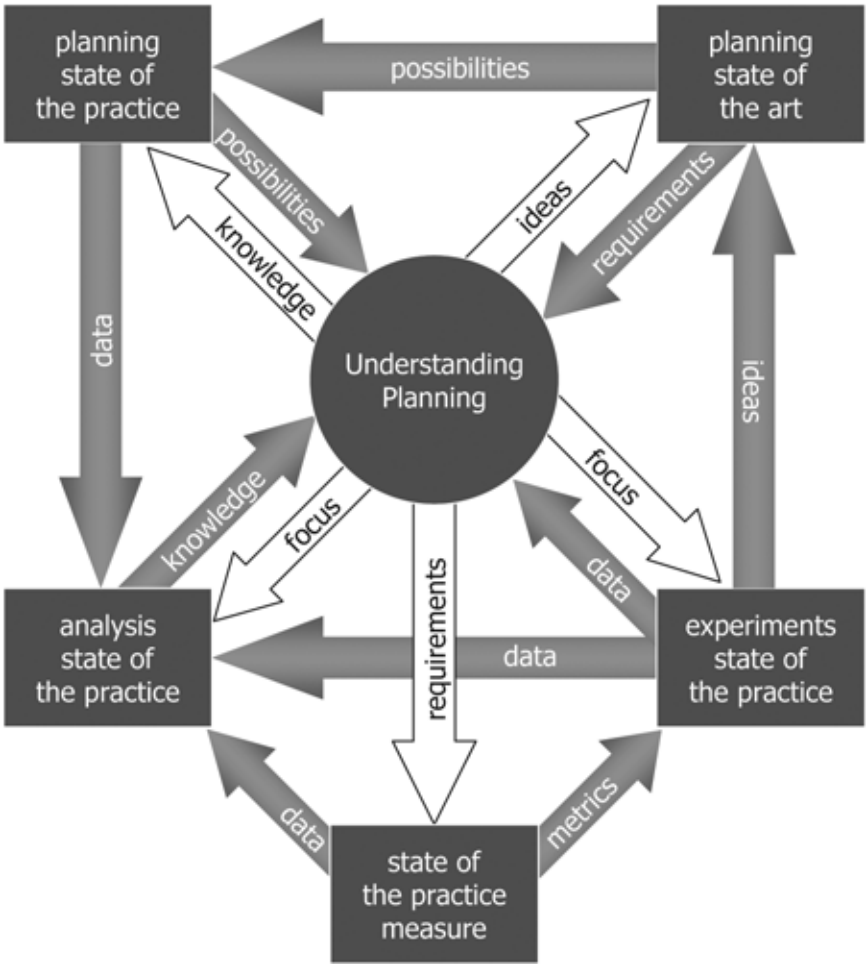 planning
state of
the practice
possibilities
planning
state of
the art
possibilities
knowledge
ideas
requirements
data
Understanding
Planning
ideas
knowledge
focus
focus
requirements
data
analysis
state of
the practice
data
experiments
state of
the practice
data
metrics
state of
the practice
measure